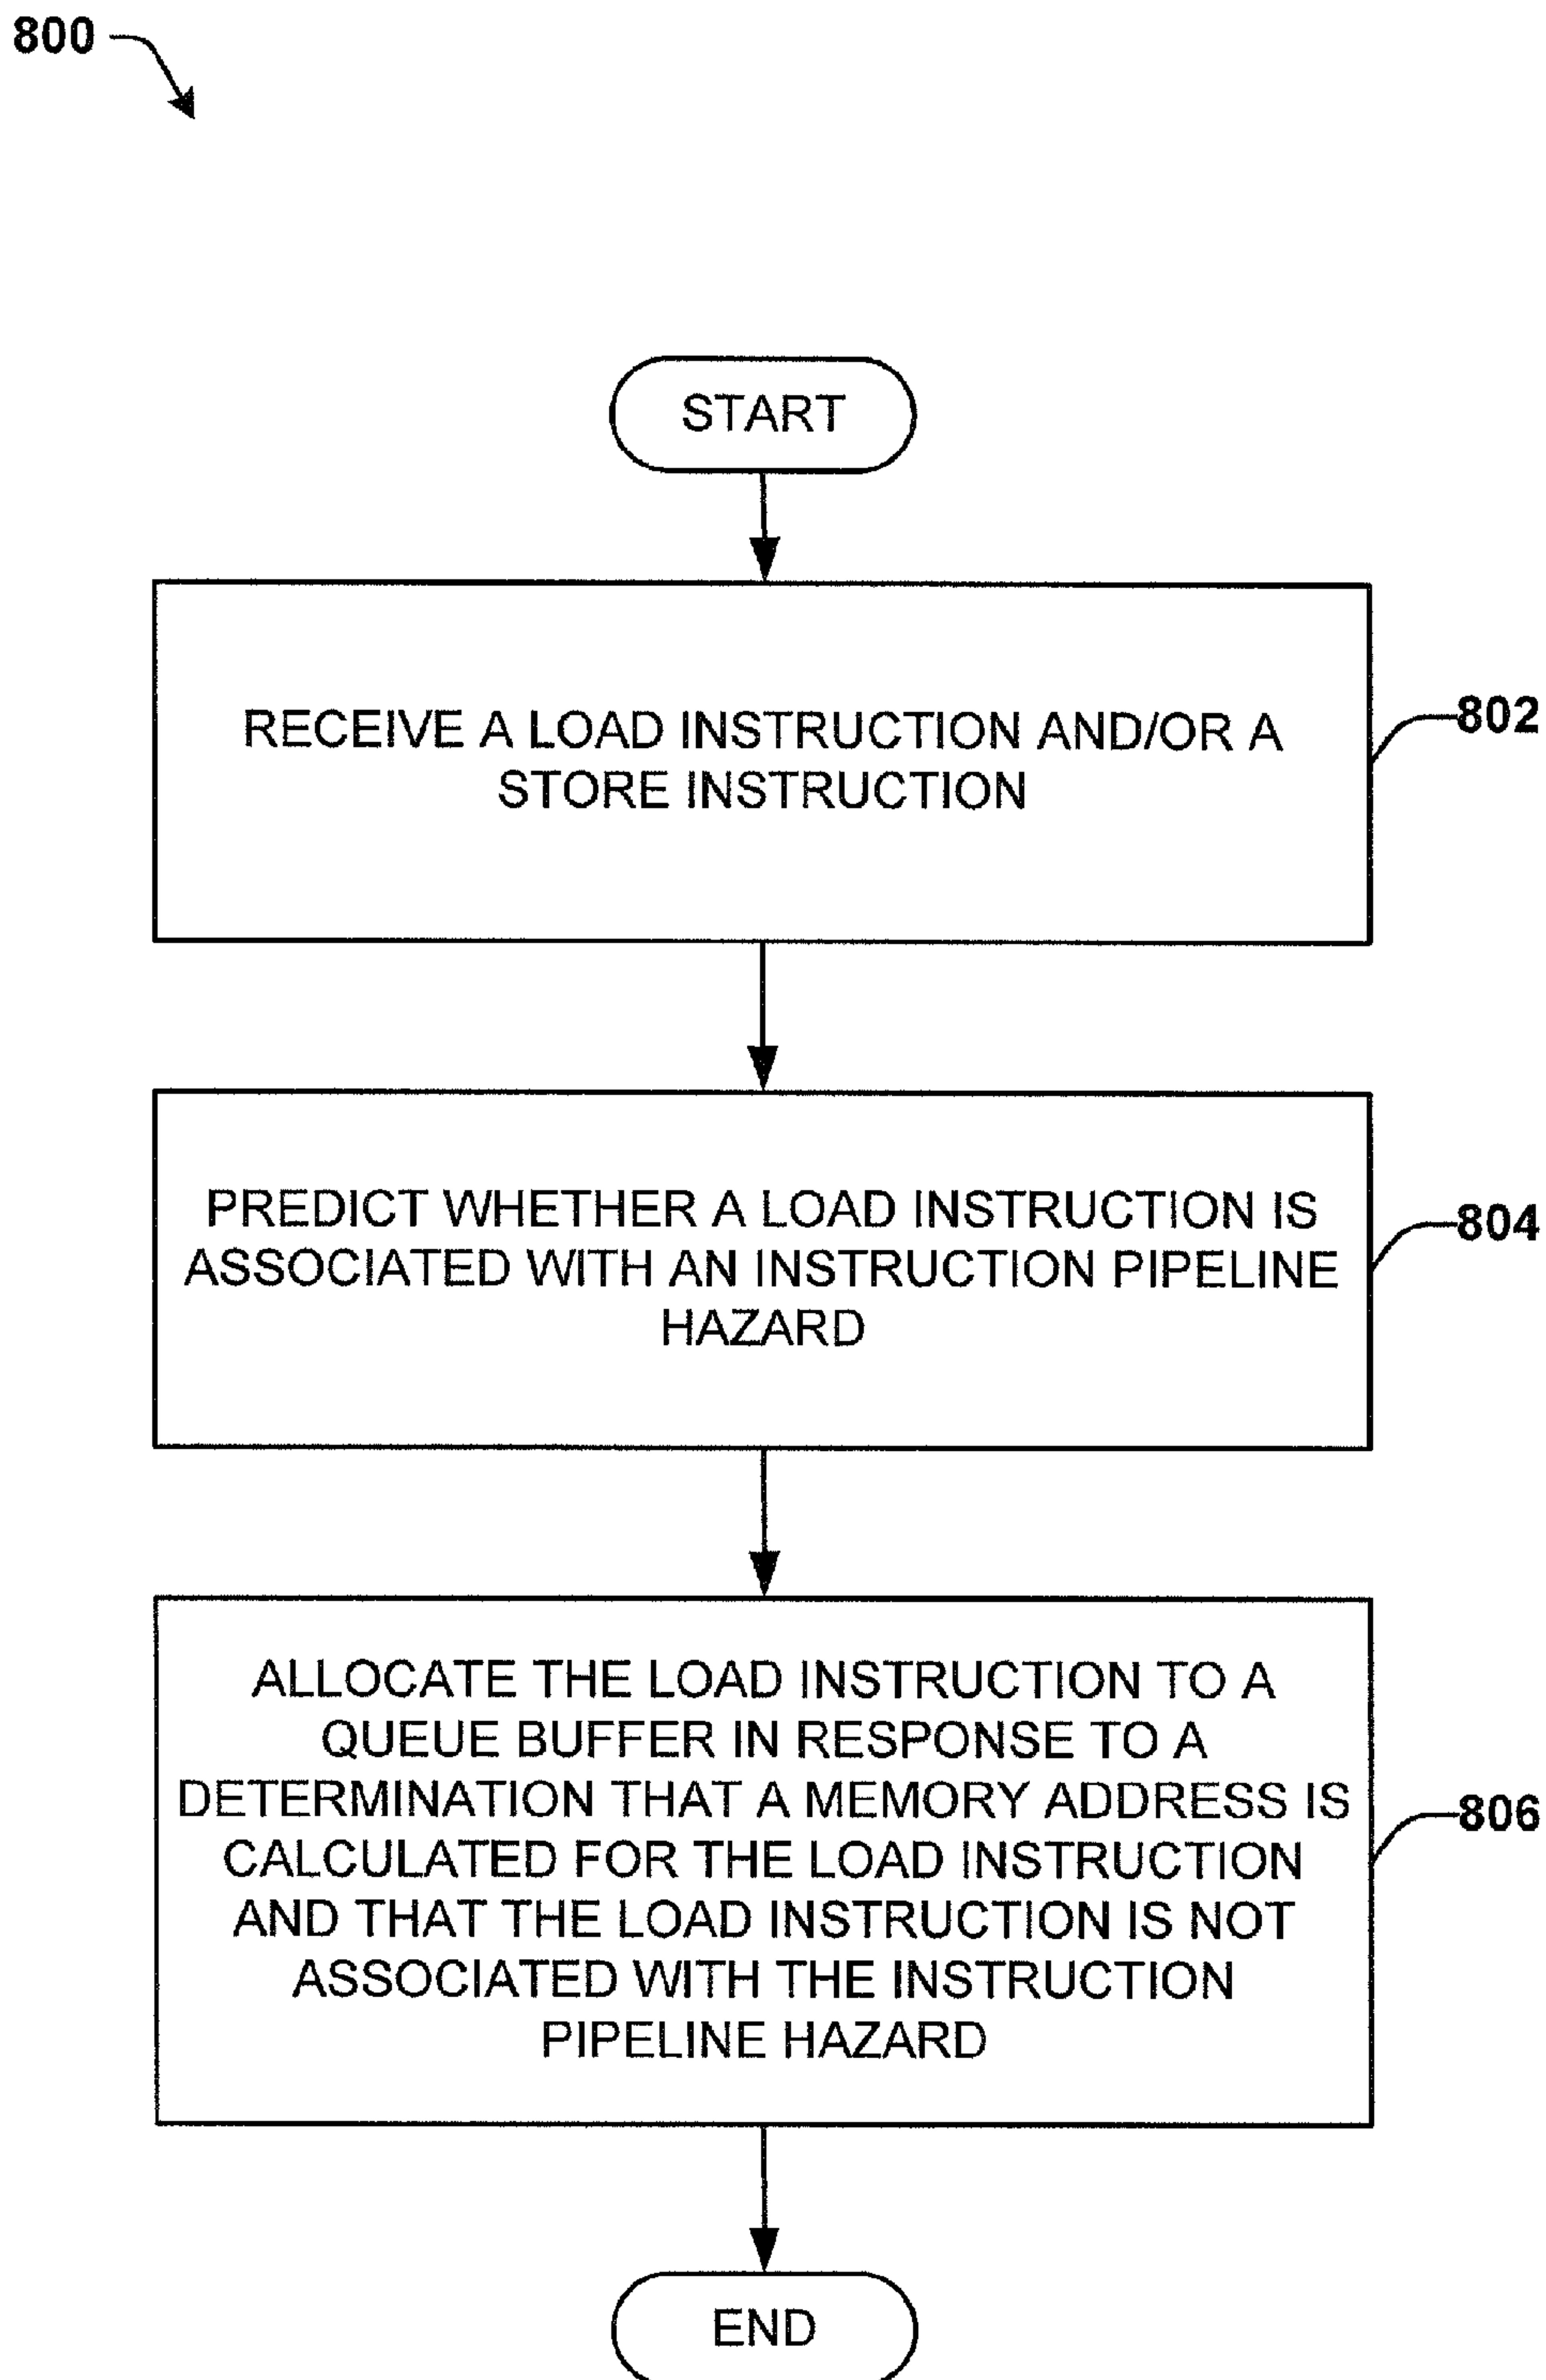 800
START
RECEIVE A LOAD INSTRUCTION AND/OR A
STORE INSTRUCTION
802
PREDICT WHETHER A LOAD INSTRUCTION IS
ASSOCIATED WITH AN INSTRUCTION PIPELINE
HAZARD
804
ALLOCATE THE LOAD INSTRUCTION TO A
QUEUE BUFFER IN RESPONSE TO A
DETERMINATION THAT A MEMORY ADDRESS IS
CALCULATED FOR THE LOAD INSTRUCTION
AND THAT THE LOAD INSTRUCTION IS NOT
ASSOCIATED WITH THE INSTRUCTION
PIPELINE HAZARD
806
END